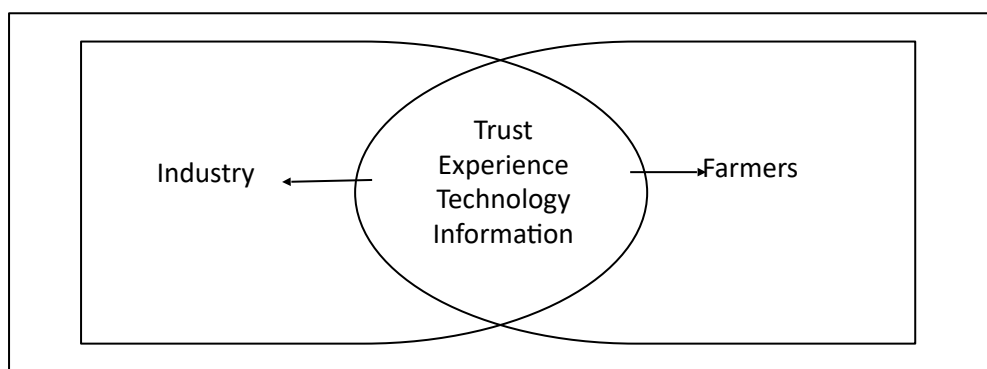 Industry
Trust
Experience
Technology
Information
Farmers